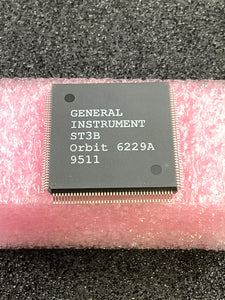 GENERAL
INSTRUMENT
ST3B
Orbit 6229A
9511